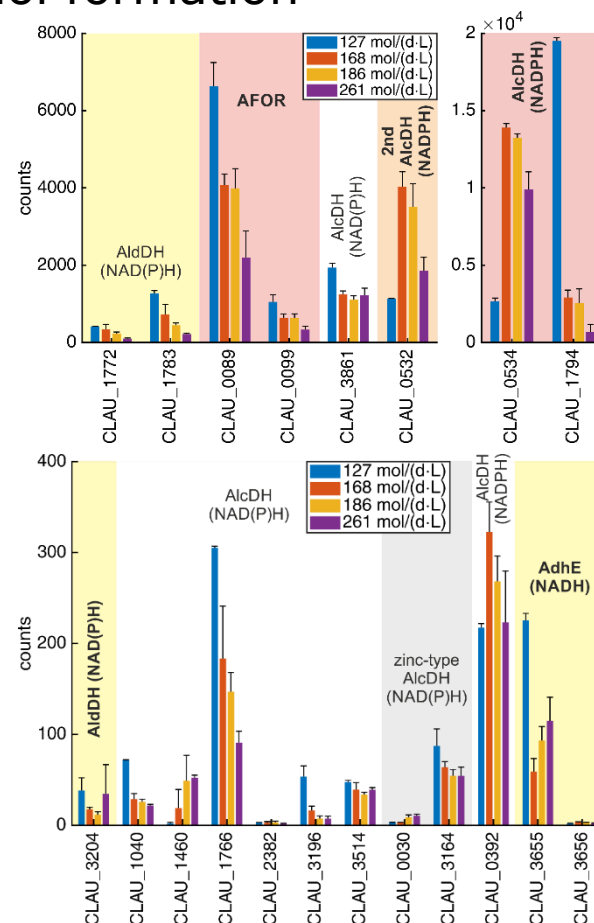 8000
6000
4000
2000
0
counts
127 mol/(d·L)
168 mol/(d·L)
186 mol/(d·L)
261 mol/(d·L)
AldDH
(NAD(P)H)
AFOR
AlcDH
(NAD(P)H)
2nd
AlcDH
(NADPH)
CLAU_1772
CLAU_1783
CLAU_0089
CLAU_0099
CLAU_3861
CLAU_0532
×10⁴
2
1.5
1
0.5
0
AlcDH
(NADPH)
CLAU_0534
CLAU_1794
400
300
200
100
0
counts
127 mol/(d·L)
168 mol/(d·L)
186 mol/(d·L)
261 mol/(d·L)
AldDH (NAD(P)H)
AlcDH
(NAD(P)H)
zinc-type
AlcDH
(NAD(P)H)
AlcDH
(NADPH)
AdhE
(NADH)
CLAU_3204
CLAU_1040
CLAU_1460
CLAU_1766
CLAU_2382
CLAU_3196
CLAU_3514
CLAU_0030
CLAU_3164
CLAU_0392
CLAU_3655
CLAU_3656